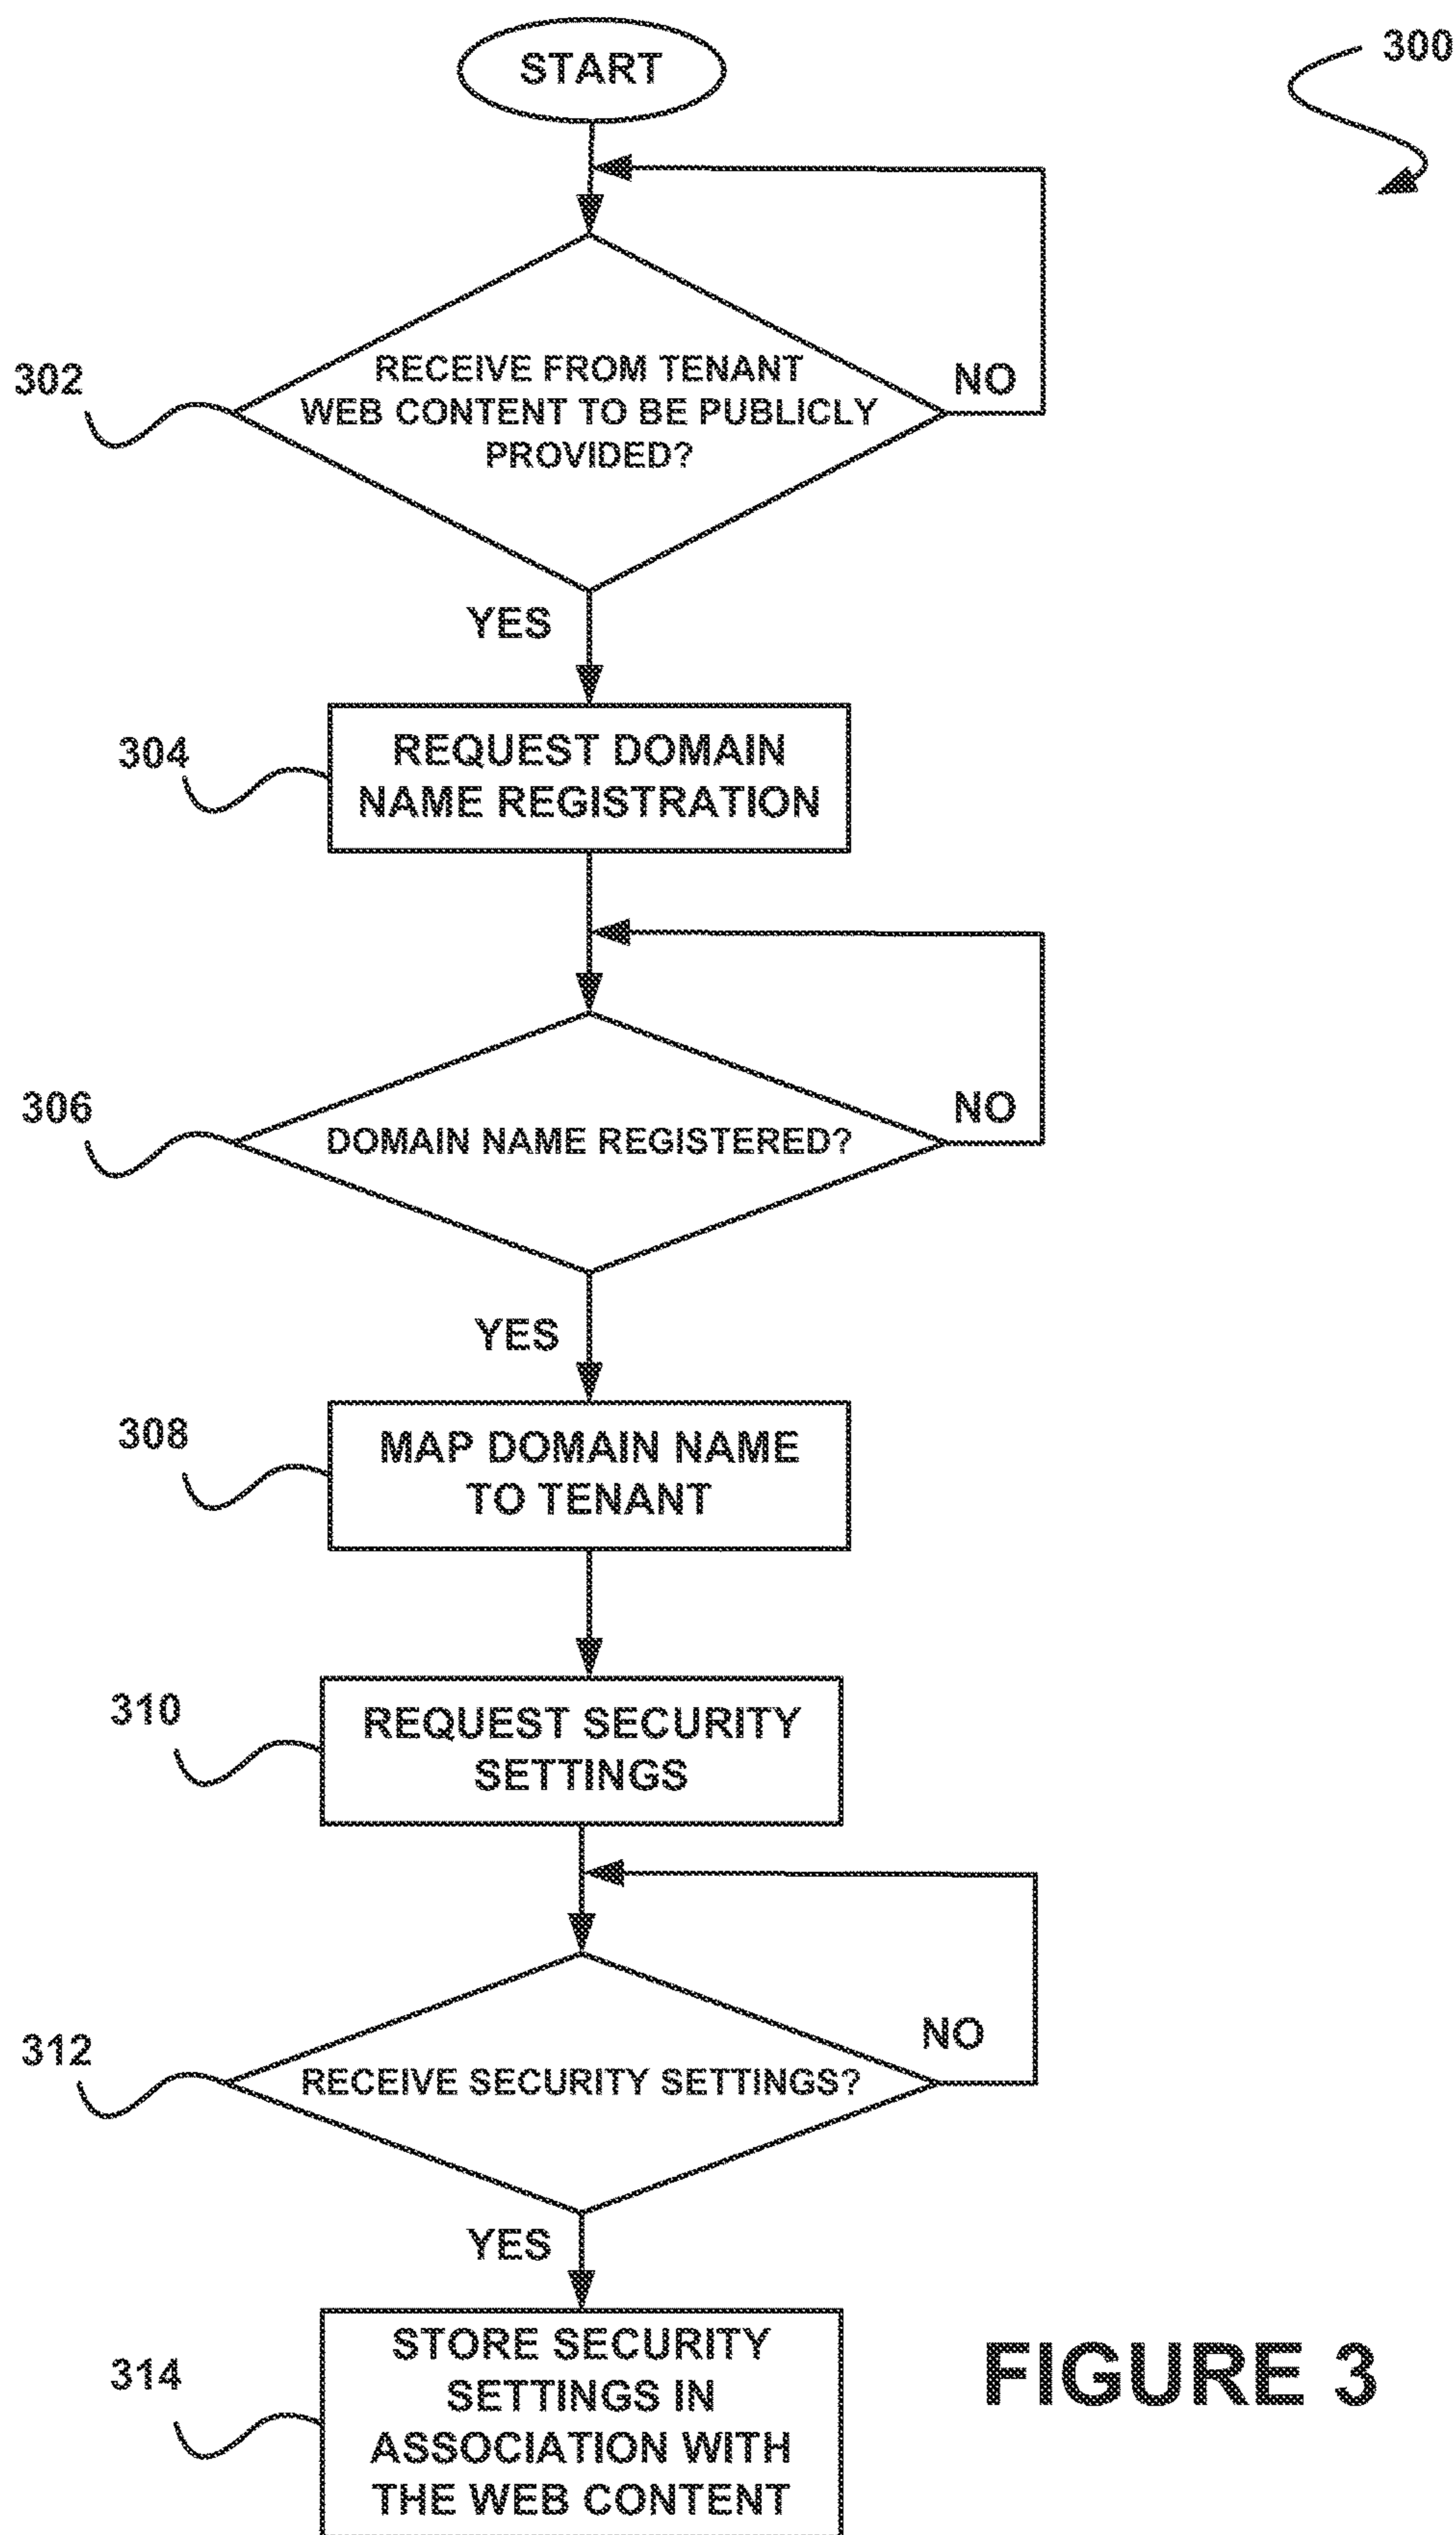 START
300
302
RECEIVE FROM TENANT
WEB CONTENT TO BE PUBLICLY
PROVIDED?
NO
YES
304
REQUEST DOMAIN
NAME REGISTRATION
306
DOMAIN NAME REGISTERED?
NO
YES
308
MAP DOMAIN NAME
TO TENANT
310
REQUEST SECURITY
SETTINGS
312
RECEIVE SECURITY SETTINGS?
NO
YES
314
STORE SECURITY
SETTINGS IN
ASSOCIATION WITH
THE WEB CONTENT
FIGURE 3